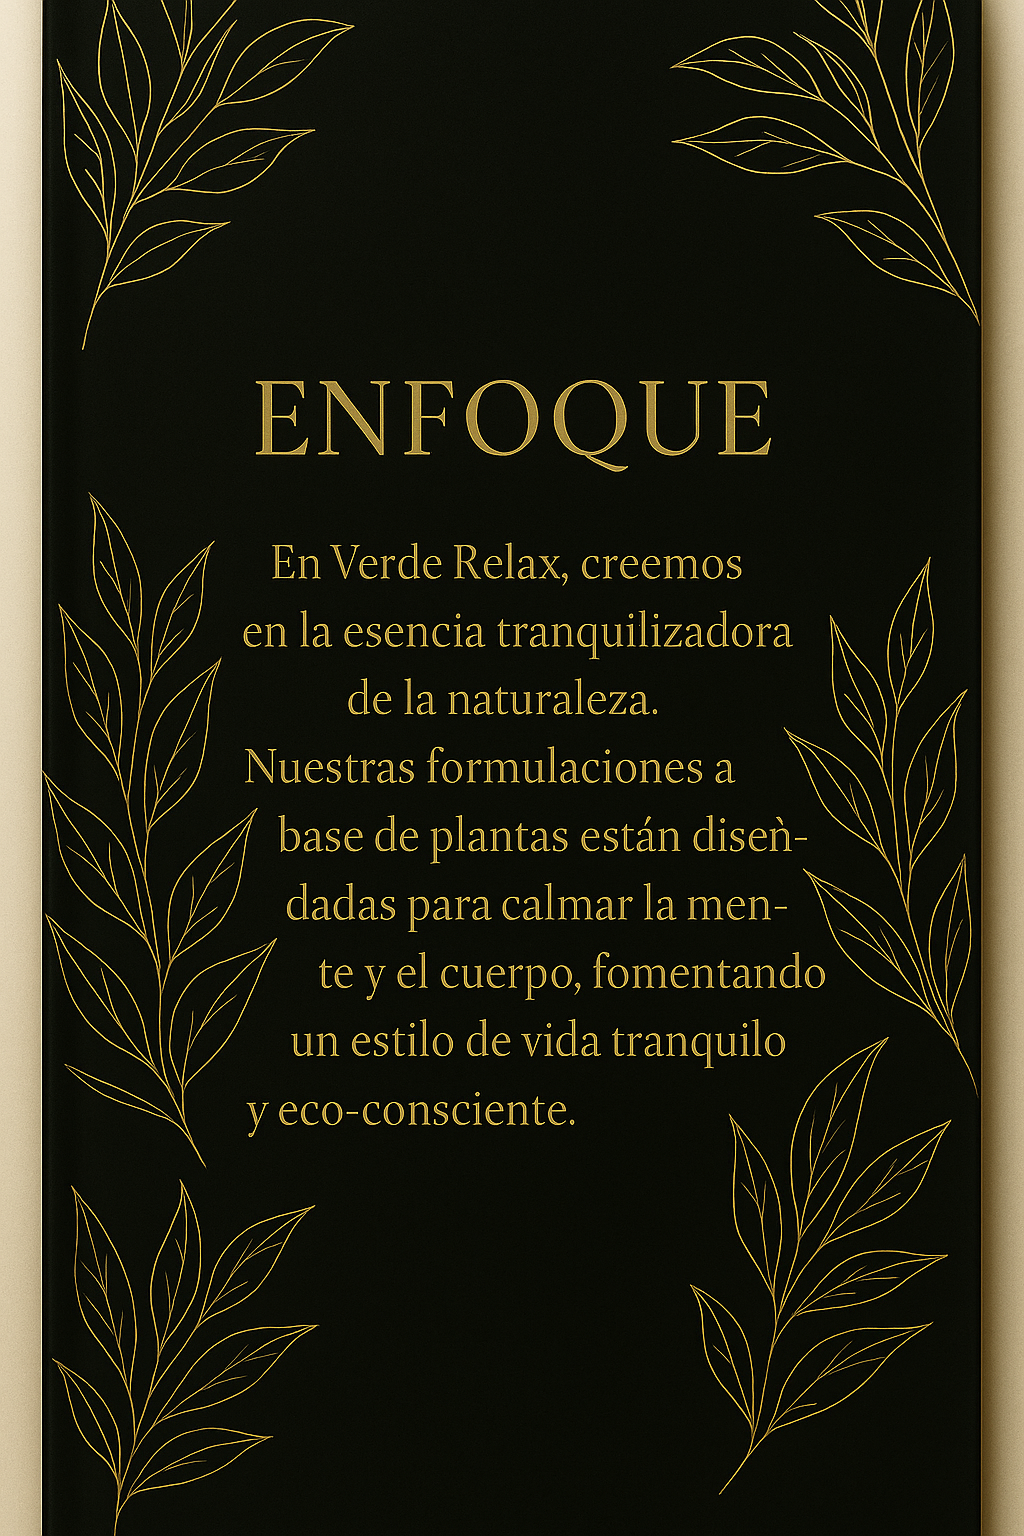 ENFOQUE
En Verde Relax, creemos
en la esencia tranquilizadora
de la naturaleza.
Nuestras formulaciones a
base de plantas están diseǹ-
dadas para calmar la men-
te y el cuerpo, fomentando
un estilo de vida tranquilo
y eco-consciente.